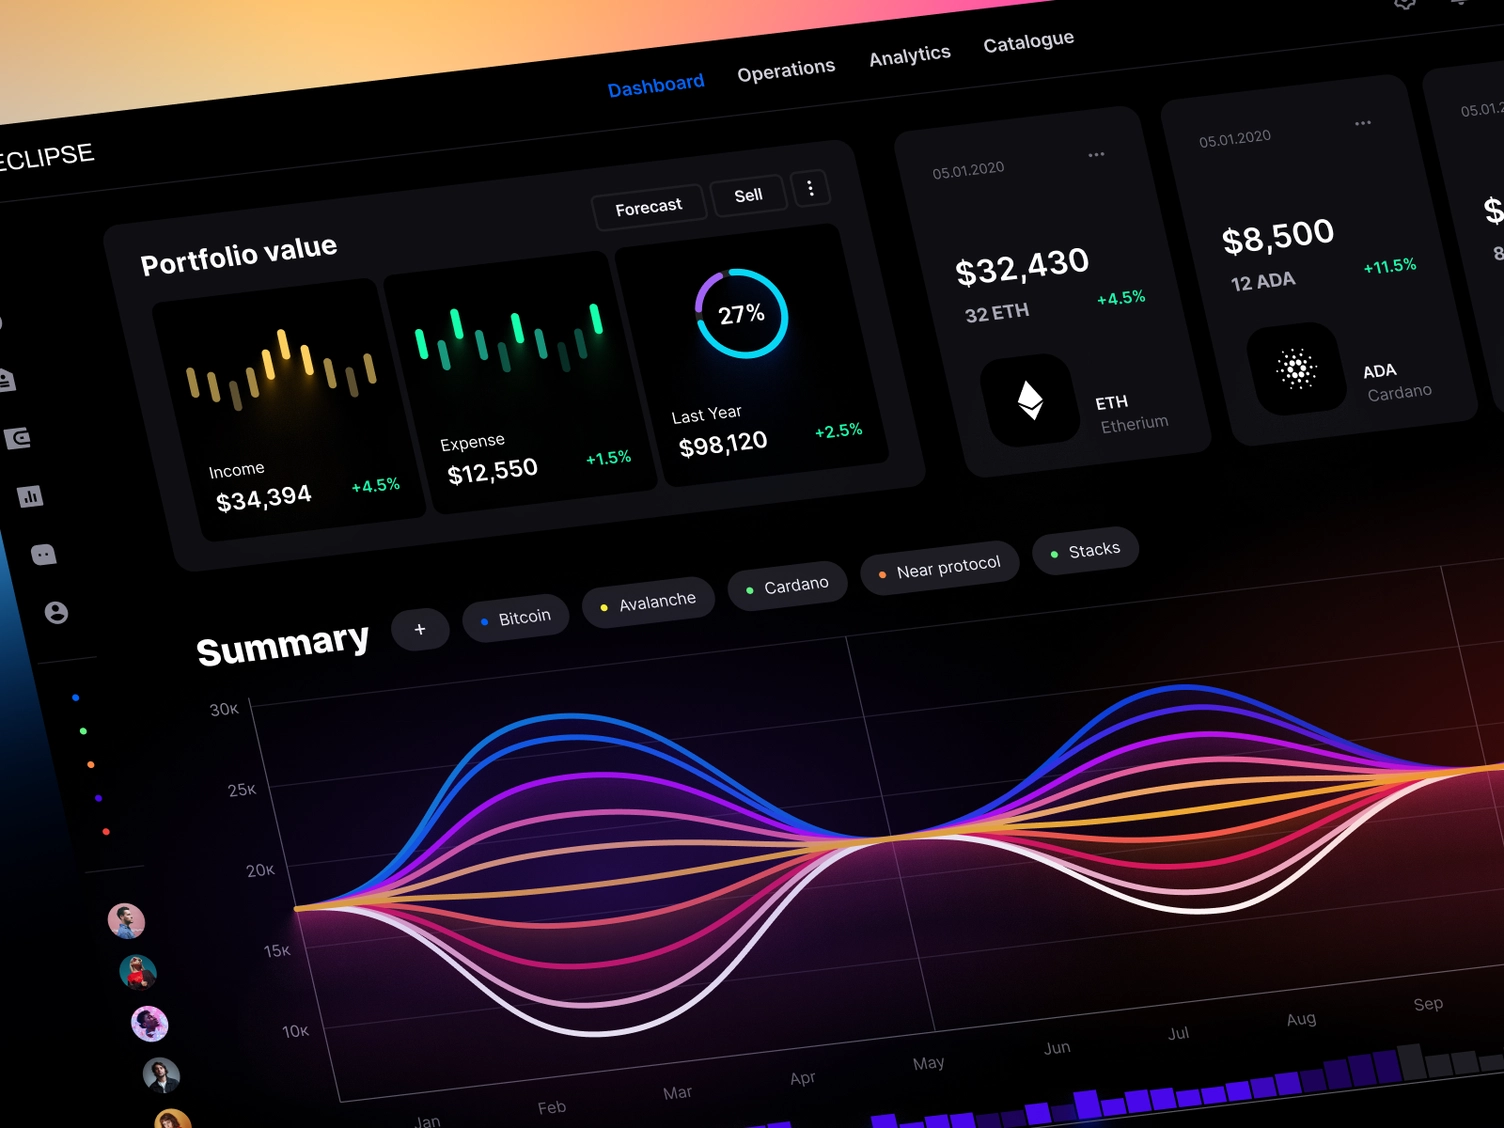 ECLIPSE
Dashboard
Operations
Analytics
Catalogue
Portfolio value
Forecast
Sell
Income
$34,394
+4.5%
Expense
$12,550
+1.5%
27%
Last Year
$98,120
+2.5%
05.01.2020
$32,430
32 ETH
+4.5%
ETH
Etherium
05.01.2020
$8,500
12 ADA
+11.5%
ADA
Cardano
05.01.2
$
8
Summary
+
Bitcoin
Avalanche
Cardano
Near protocol
Stacks
30K
25K
20K
15K
10K
Jan
Feb
Mar
Apr
May
Jun
Jul
Aug
Sep